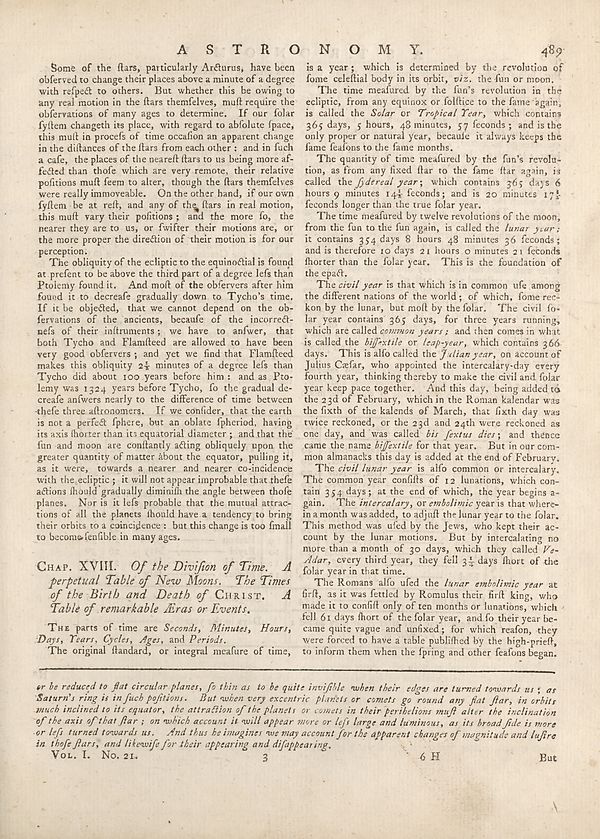 A S T R O N O M Y. 489
Some of the ſtars, particularly Arcturus, have been
obſerved to change their places above a minute of a degree
with reſpect to others. But whether this be owing to
any real motion in the ſtars themſelves, muſt require the
obſervations of many ages to determine. If our ſolar
ſyſtem changeth its place, with regard to abſolute ſpace,
this muſt in proceſs of time occaſion an apparent change
in the diſtances of the ſtars from each other: and in ſuch
a caſe, the places of the neareſt ſtars to us being more af-
fected than thoſe which are very remote, their relative
poſitions muſt ſeem to alter, though the ſtars themſelves
were really immoveable. On the other hand, if our own
ſyſtem be at reſt, and any of the ſtars in real motion,
this muſt vary their poſitions; and the more ſo, the
nearer they are to us, or ſwifter their motions are, or
the more proper the direction of their motion is for our
perception.
The obliquity of the ecliptic to the equinoctial is found
at preſent to be above the third part of a degree leſs than
Ptolemy found it. And moſt of the obſervers after him
found it to decreaſe gradually down to Tycho's time.
If it be objected, that we cannot depend on the ob-
ſervations of the ancients, becauſe of the incorrect-
neſs of their inſtruments; we have to anſwer, that
both Tycho and Flamſteed are allowed to have been
very good obſervers; and yet we find that Flamſteed
makes this obliquity 2½ minutes of a degree leſs than
Tycho did about 100 years before him: and as Pto-
lemy was 1324 years before Tycho, ſo the gradual de-
creaſe anſwers nearly to the difference of time between
theſe three aſtronomers. If we conſider, that the earth
is not a perfect ſphere, but an oblate ſpheriod, having
its axis ſhorter than its equatorial diameter; and that the
ſun and moon are conſtantly acting obliquely upon the
greater quantity of matter about the equator, pulling it,
as it were, towards a nearer and nearer co-incidence
with the ecliptic; it will not appear improbable that theſe
actions ſhould gradually diminiſh the angle between thoſe
planes. Nor is it leſs probable that the mutual attrac-
tions of all the planets ſhould have a tendency to bring
their orbits to a coincidence: but this change is too ſmall
to become ſenſible in many ages.
CHAP. XVIII. Of the Diviſion of Time. A
perpetual Table of New Moons. The Times
of the Birth and Death of CHRIST. A
Table of remarkable Æras or Events.
THE parts of time are Seconds, Minutes, Hours,
Days, Years, Cycles, Ages, and Periods.
The original ſtandard, or integral meaſure of time,
is a year; which is determined by the revolution of
ſome celeſtial body in its orbit, viz. the ſun or moon.
The time meaſured by the ſun's revolution in the
ecliptic, from any equinox or ſolſtice to the ſame again,
is called the Solar or Tropical Year, which contains
365 days, 5 hours, 48 minutes, 57 ſeconds; and is the
only proper or natural year, becauſe it always keeps the
ſame ſeaſons to the ſame months.
The quantity of time meaſured by the ſun's revolu-
tion, as from any fixed ſtar to the ſame ſtar again, is
called the ſydereal year; which contains 365 days 6
hours 9 minutes 14½ ſeconds; and is 20 minutes 17½
ſeconds longer than the true ſolar year.
The time meaſured by twelve revolutions of the moon,
from the ſun to the ſun again, is called the lunar year;
it contains 354 days 8 hours 48 minutes 36 ſeconds;
and is therefore 10 days 21 hours 0 minutes 21 ſeconds
ſhorter than the ſolar year. This is the foundation of
the epact.
The civil year is that which is in common uſe among
the different nations of the world; of which, ſome rec-
kon by the lunar, but moſt by the ſolar. The civil ſo-
lar year contains 365 days, for three years running,
which are called common years; and then comes in what
is called the biſſextile or leap-year, which contains 366
days. This is alſo called the Julian year, on account of
Julius Cæſar, who appointed the intercalary-day every
fourth year, thinking thereby to make the civil and ſolar
year keep pace together. And this day, being added to
the 23d of February, which in the Roman kalendar was
the ſixth of the kalends of March, that ſixth day was
twice reckoned, or the 23d and 24th were reckoned as
one day, and was called bis ſextus dies; and thence
came the name biſſextile for that year. But in our com-
mon almanacks this day is added at the end of February.
The civil lunar year is alſo common or intercalary.
The common year conſiſts of 12 lunations, which con-
tain 354 days; at the end of which, the year begins a-
gain. The intercalary, or embolimic year is that where-
in a month was added, to adjuſt the lunar year to the ſolar.
This method was uſed by the Jews, who kept their ac-
count by the lunar motions. But by intercalating no
more than a month of 30 days, which they called Ve-
Adar, every third year, they fell 3¾ days ſhort of the
ſolar year in that time.
The Romans alſo uſed the lunar embolimic year at
firſt, as it was ſettled by Romulus their firſt king, who
made it to conſiſt only of ten months or lunations, which
fell 61 days ſhort of the ſolar year, and ſo their year be-
came quite vague and unfixed; for which reaſon, they
were forced to have a table publiſhed by the high-prieſt,
to inform them when the ſpring and other ſeaſons began.
or be reduced to flat circular planes, ſo thin as to be quite inviſible when their edges are turned towards us; as
Saturn's ring is in ſuch poſitions. But when very excentric planets or comets go round any flat ſtar, in orbits
much inclined to its equator, the attraction of the planets or comets in their perihelions muſt alter the inclination
of the axis of that ſtar; on which account it will appear more or leſs large and luminous, as its broad ſide is more
or leſs turned towards us. And thus he imagines we may account for the apparent changes of magnitude and luſtre
in thoſe ſtars, and likewiſe for their appearing and diſappearing.
VOL. I. No. 21. 3 6 H But